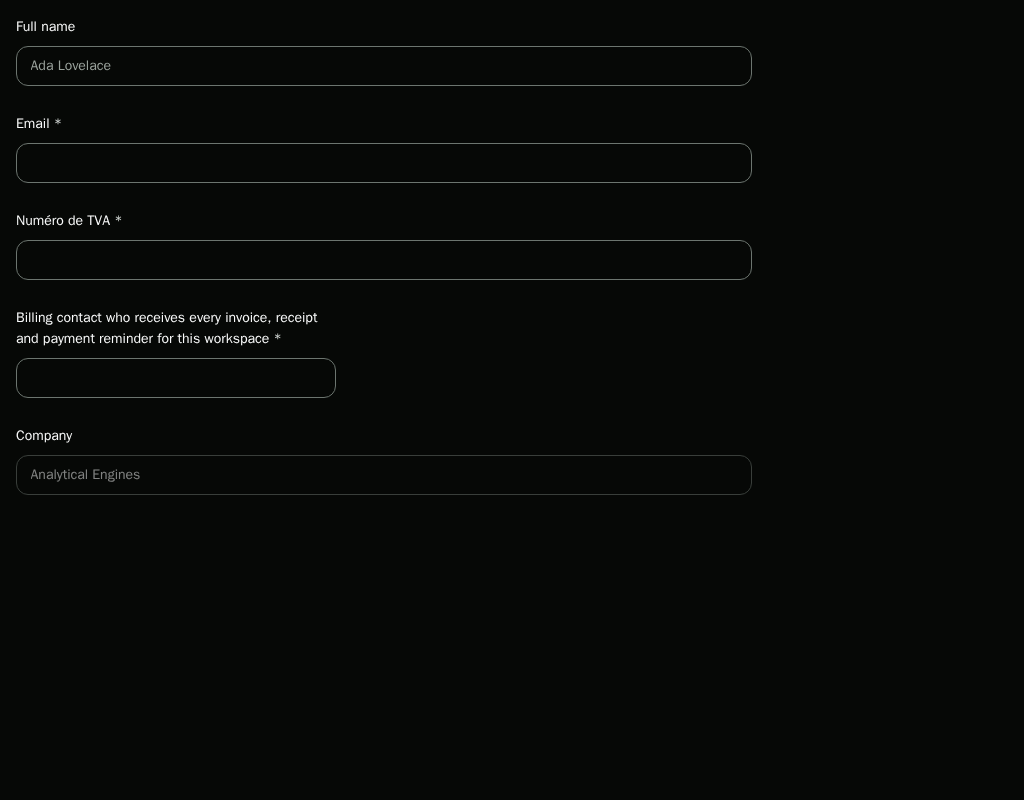 Full name
Ada Lovelace
Email *
Numéro de TVA *
Billing contact who receives every invoice, receipt
and payment reminder for this workspace *
Company
Analytical Engines